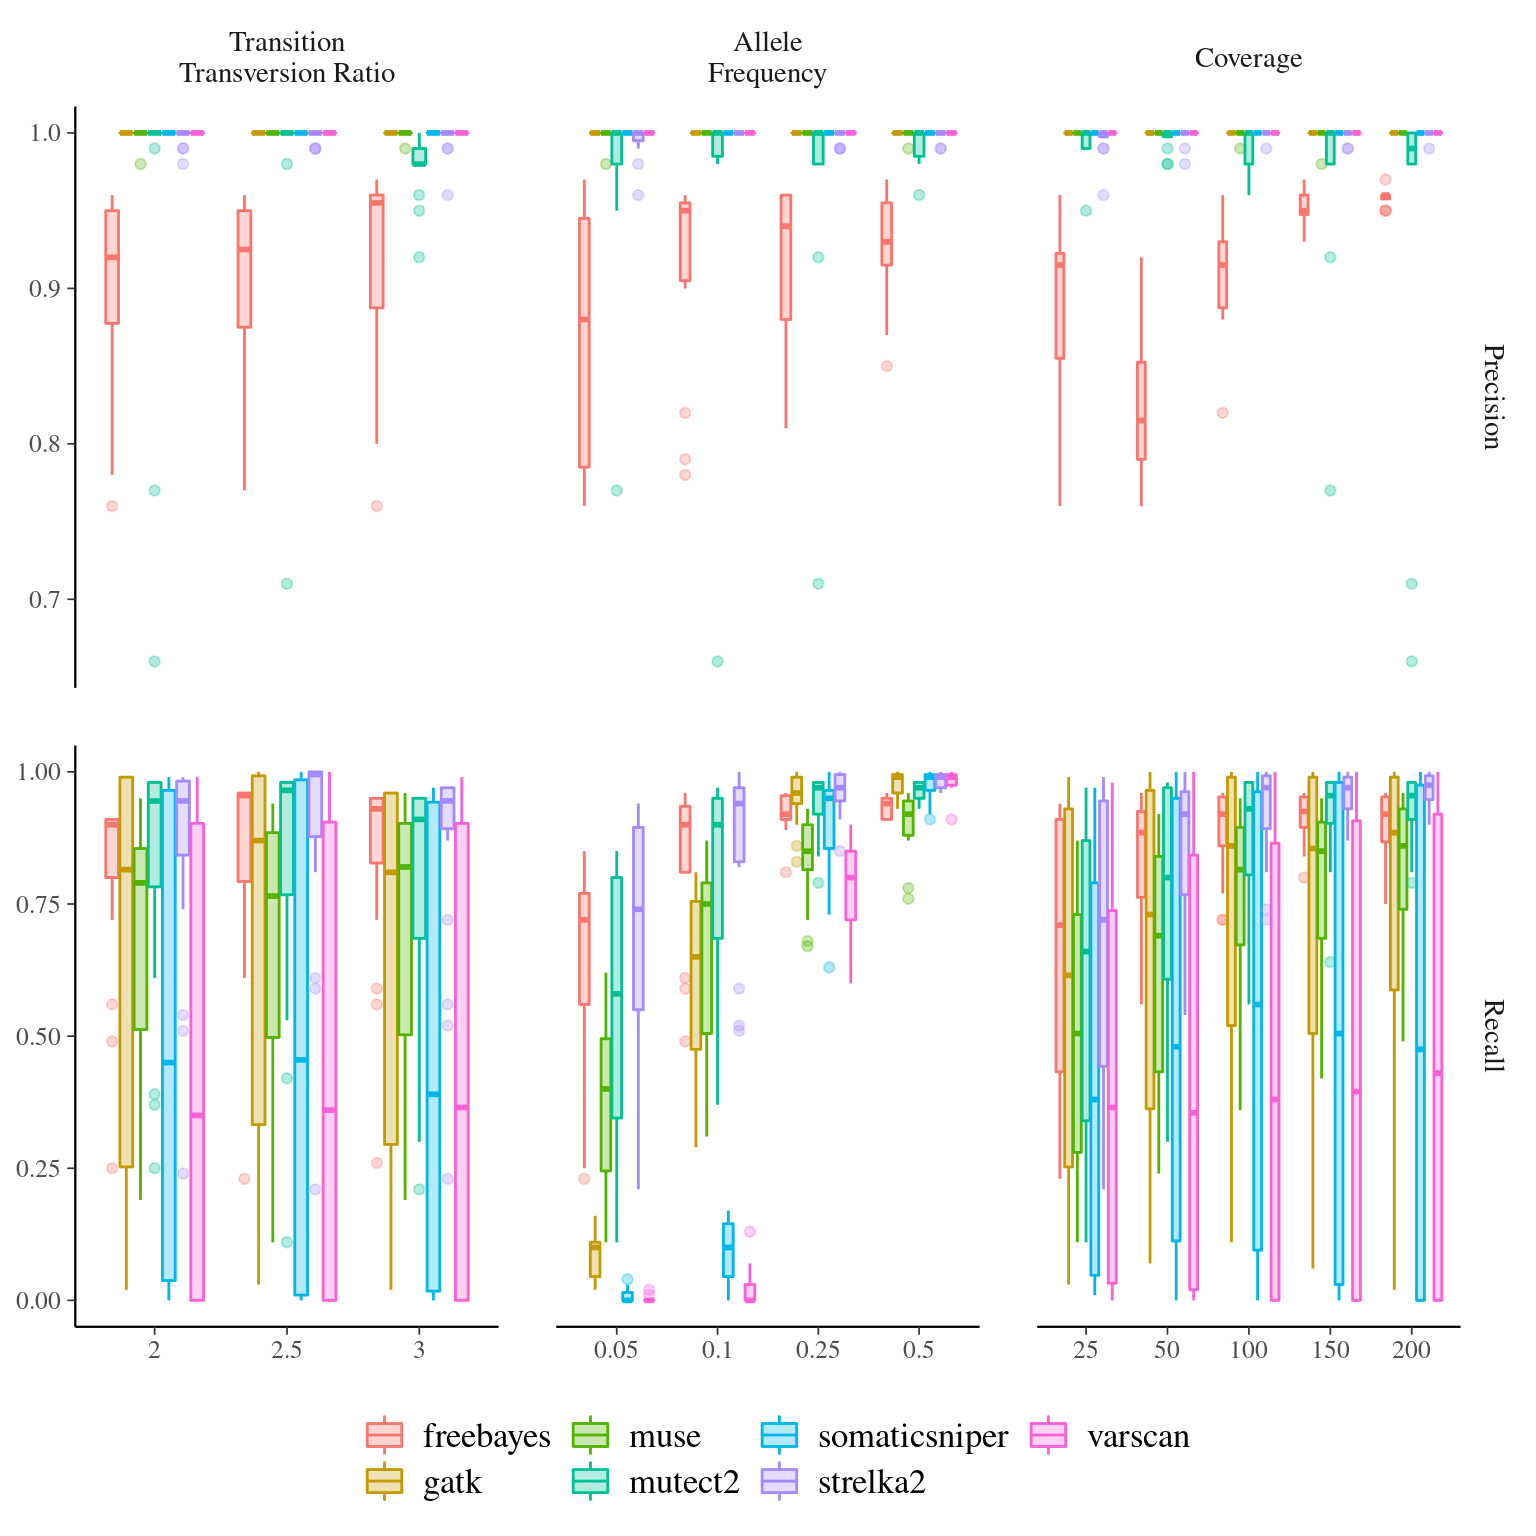 Transition
Transversion Ratio
Allele
Frequency
Coverage
1.0
0.9
0.8
0.7
Precision
1.00
0.75
0.50
0.25
0.00
Recall
2 2.5 3
0.05 0.1 0.25 0.5
25 50 100 150 200
freebayes muse somaticsniper varscan
gatk mutect2 strelka2